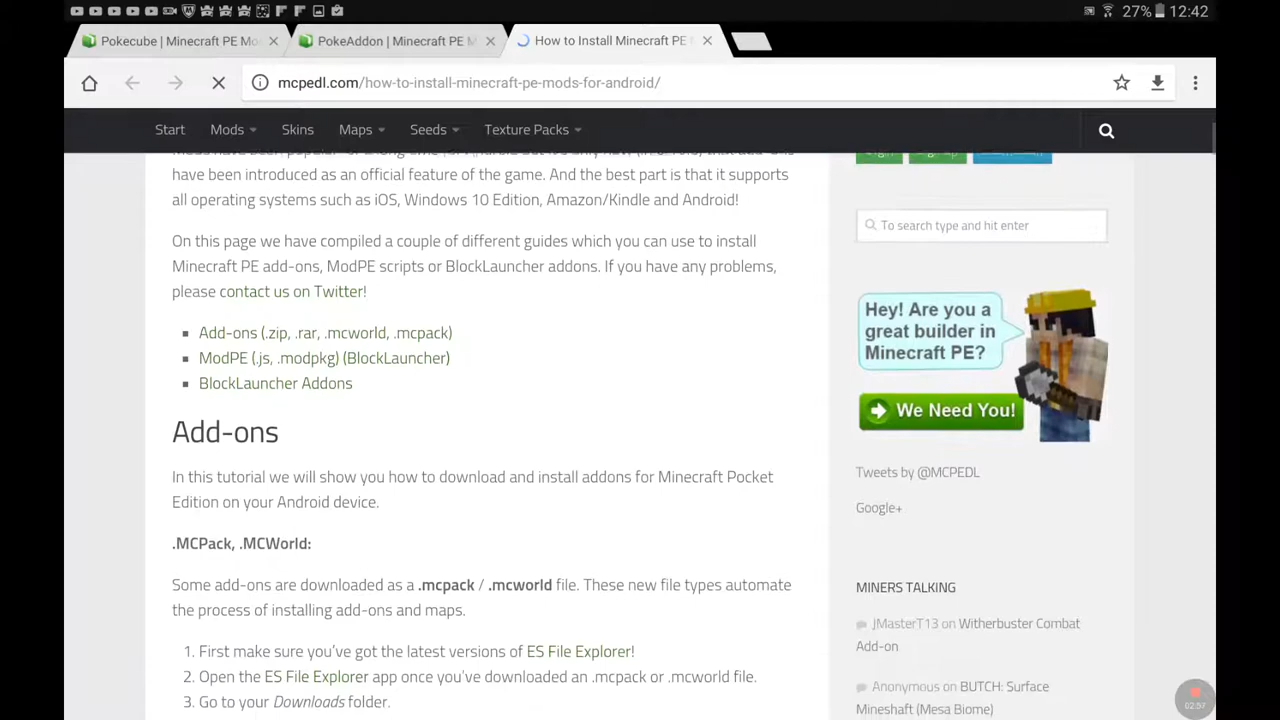 27% 12:42
Pokecube | Minecraft PE Mo
PokeAddon | Minecraft PE M
How to Install Minecraft PE
mcpedl.com/how-to-install-minecraft-pe-mods-for-android/
Start Mods Skins Maps Seeds Texture Packs
have been introduced as an official feature of the game. And the best part is that it supports
all operating systems such as iOS, Windows 10 Edition, Amazon/Kindle and Android!
On this page we have compiled a couple of different guides which you can use to install
Minecraft PE add-ons, ModPE scripts or BlockLauncher addons. If you have any problems,
please contact us on Twitter!
Add-ons (.zip, .rar, .mcworld, .mcpack)
ModPE (.js, .modpkg) (BlockLauncher)
BlockLauncher Addons
Add-ons
In this tutorial we will show you how to download and install addons for Minecraft Pocket
Edition on your Android device.
.MCPack, .MCWorld:
Some add-ons are downloaded as a .mcpack / .mcworld file. These new file types automate
the process of installing add-ons and maps.
1. First make sure you've got the latest versions of ES File Explorer!
2. Open the ES File Explorer app once you've downloaded an .mcpack or .mcworld file.
3. Go to your Downloads folder.
To search type and hit enter
Hey! Are you a
great builder in
Minecraft PE?
We Need You!
Tweets by @MCPEDL
Google+
MINERS TALKING
JMasterT13 on Witherbuster Combat
Add-on
Anonymous on BUTCH: Surface
Mineshaft (Mesa Biome)
02:57